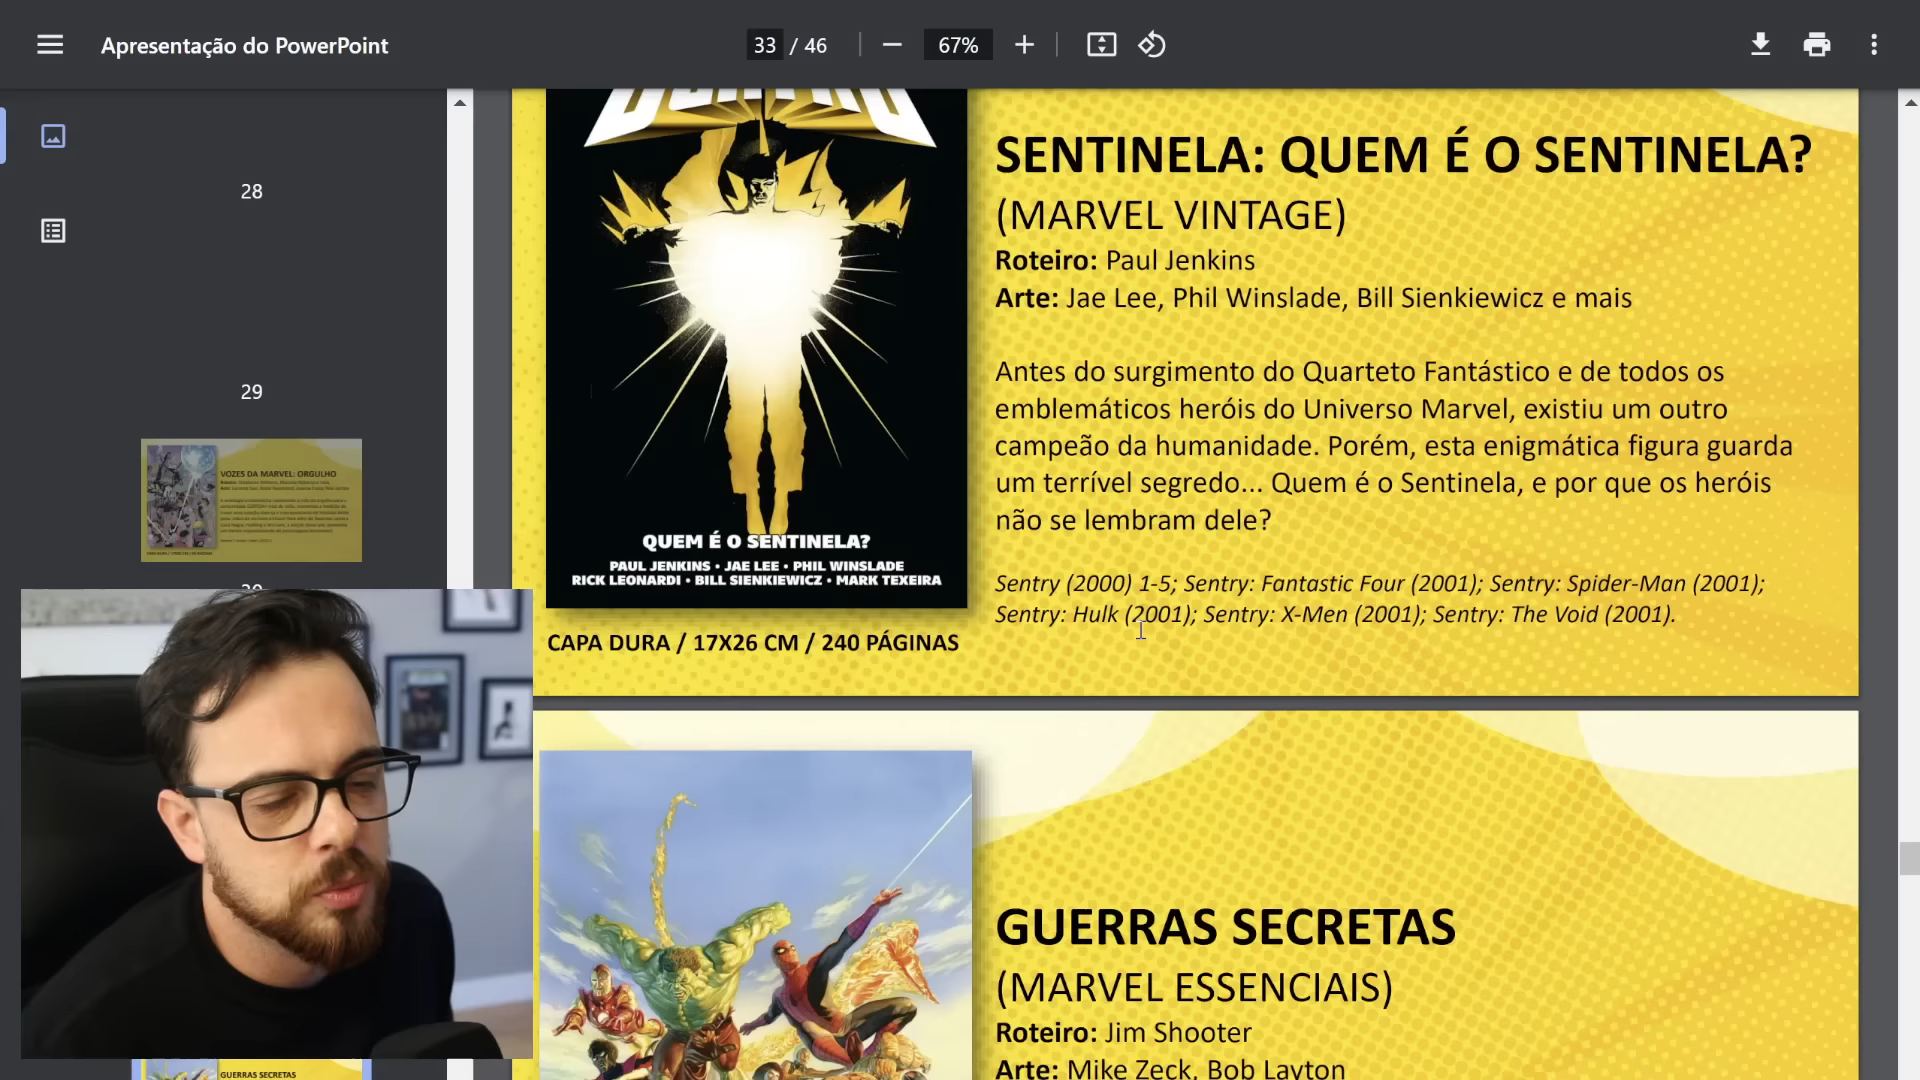 Apresentação do PowerPoint
33 / 46
67%
28
29
VOZES DA MARVEL: ORGULHO
SENTINELA: QUEM É O SENTINELA?
(MARVEL VINTAGE)
Roteiro: Paul Jenkins
Arte: Jae Lee, Phil Winslade, Bill Sienkiewicz e mais
Antes do surgimento do Quarteto Fantástico e de todos os
emblemáticos heróis do Universo Marvel, existiu um outro
campeão da humanidade. Porém, esta enigmática figura guarda
um terrível segredo... Quem é o Sentinela, e por que os heróis
não se lembram dele?
Sentry (2000) 1-5; Sentry: Fantastic Four (2001); Sentry: Spider-Man (2001);
Sentry: Hulk (2001); Sentry: X-Men (2001); Sentry: The Void (2001).
QUEM É O SENTINELA?
PAUL JENKINS • JAE LEE • PHIL WINSLADE
RICK LEONARDI • BILL SIENKIEWICZ • MARK TEXEIRA
CAPA DURA / 17X26 CM / 240 PÁGINAS
GUERRAS SECRETAS
(MARVEL ESSENCIAIS)
Roteiro: Jim Shooter
Arte: Mike Zeck, Bob Layton
GUERRAS SECRETAS